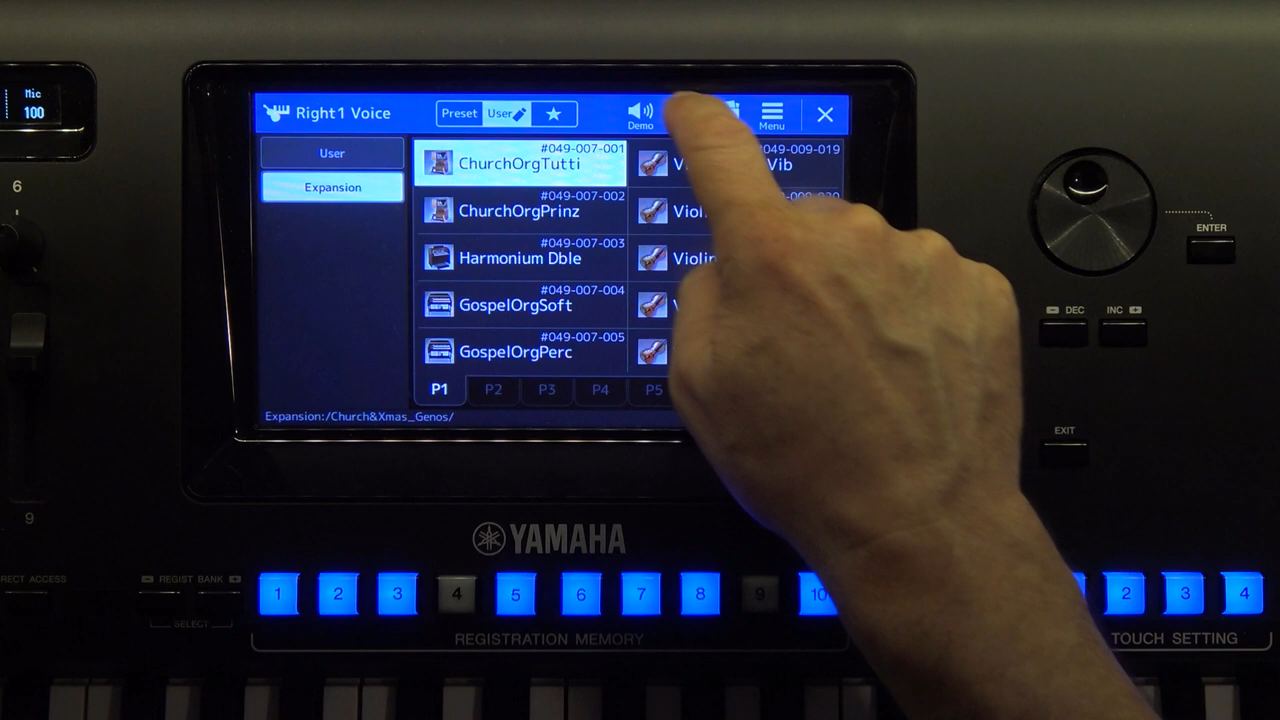 Mic
100
6
9
Right1 Voice
Preset
User
Demo
Menu
User
Expansion
#049-007-001
ChurchOrgTutti
#049-007-002
ChurchOrgPrinz
#049-007-003
Harmonium Dble
#049-007-004
GospelOrgSoft
#049-007-005
GospelOrgPerc
#009-019
Vib
P1 P2 P3 P4 P5
Expansion:/Church&Xmas_Genos/
ENTER
DEC
INC
EXIT
YAMAHA
RECT ACCESS
REGIST BANK
SELECT
1 2 3 4 5 6 7 8 9 10
2 3 4
REGISTRATION MEMORY
TOUCH SETTING